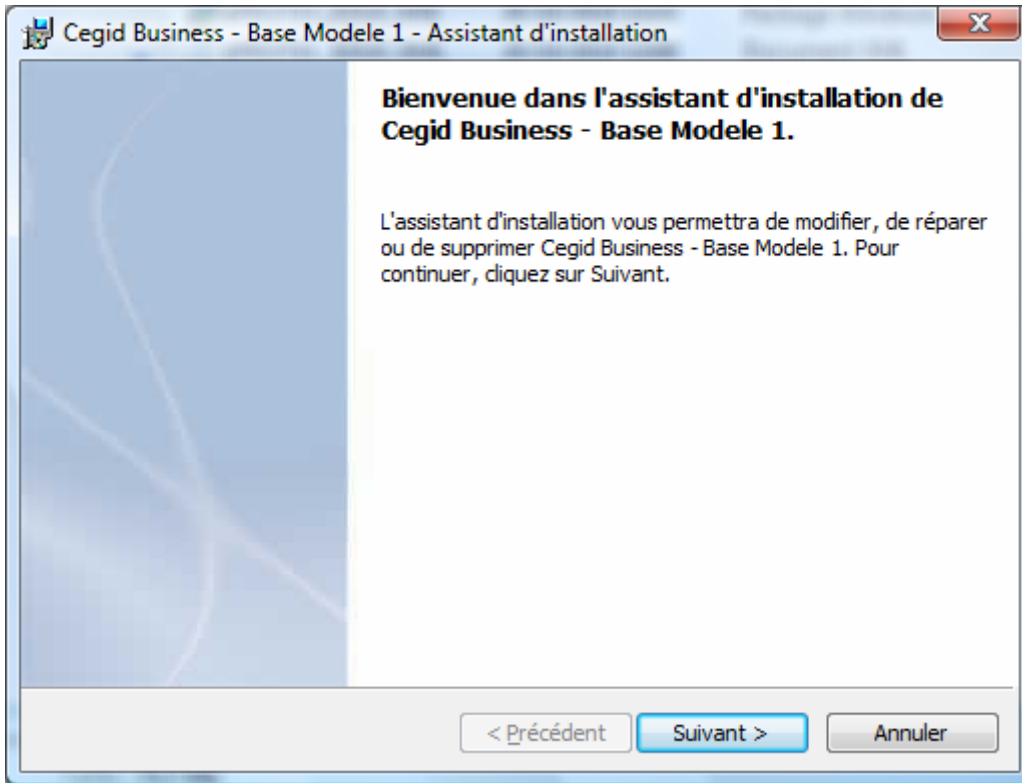 Cegid Business - Base Modele 1 - Assistant d'installation
Bienvenue dans l'assistant d'installation de
Cegid Business - Base Modele 1.
L'assistant d'installation vous permettra de modifier, de réparer
ou de supprimer Cegid Business - Base Modele 1. Pour
continuer, cliquez sur Suivant.
< Précédent
Suivant >
Annuler